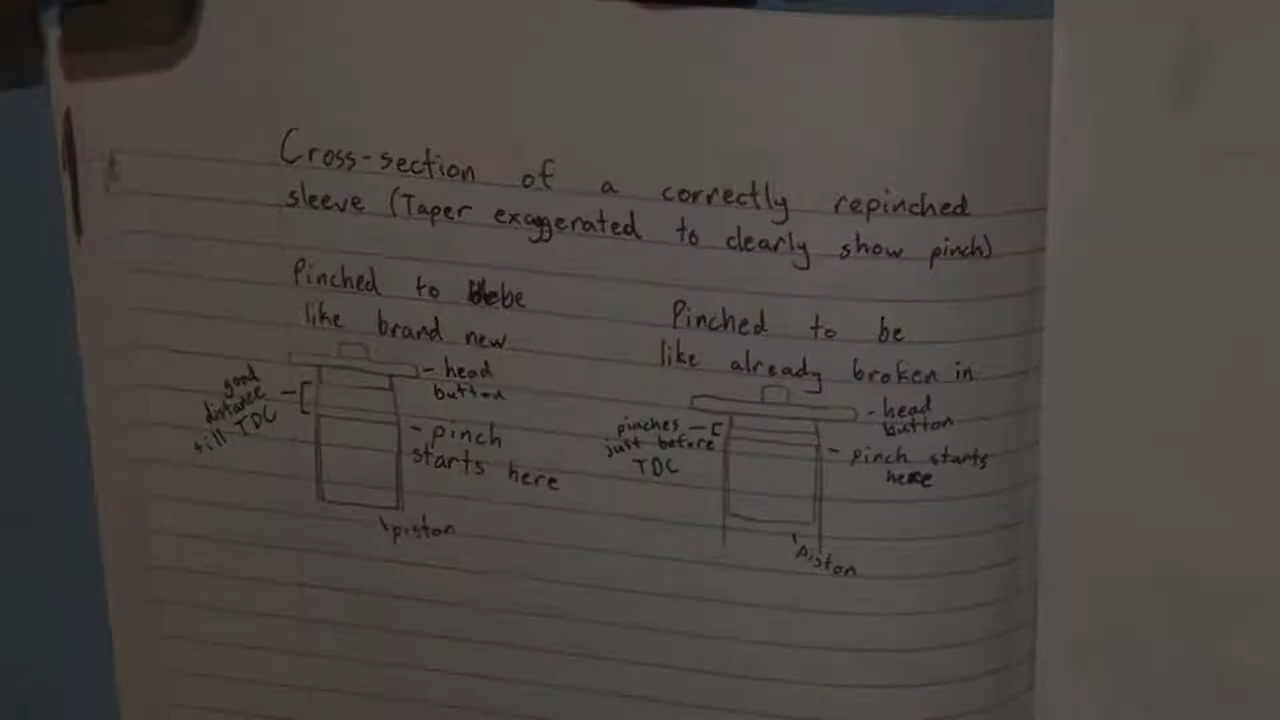 Cross-section of a correctly repinched
sleeve (Taper exaggerated to clearly show pinch)
Pinched to be
like brand new
good
distance
till TDC
- head
button
- pinch
starts here
piston
Pinched to be
like already broken in
pinches
just before
TDC
- head
button
- pinch starts
here
piston